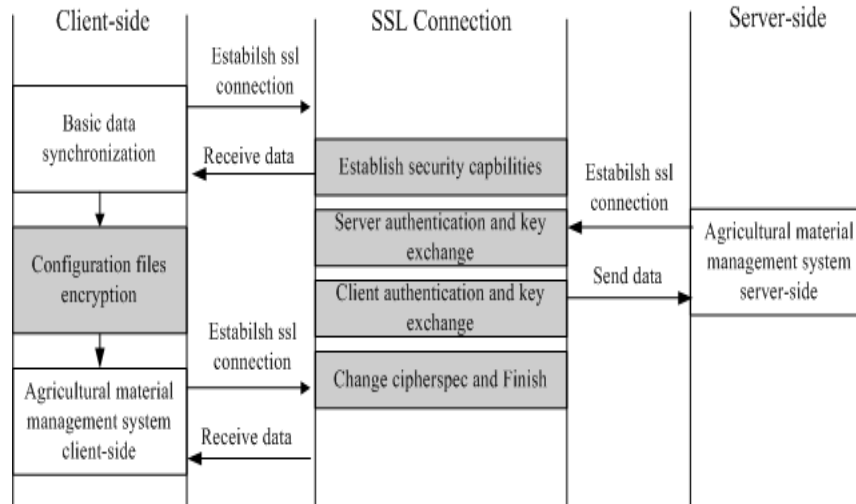 Client-side
SSL Connection
Server-side
Estabilsh ssl
connection
Basic data
synchronization
Receive data
Establish security capbilities
Estabilsh ssl
connection
Server authentication and key
exchange
Agricultural material
management system
server-side
Configuration files
encryption
Send data
Client authentication and key
exchange
Estabilsh ssl
connection
Change cipherspec and Finish
Agricultural material
management system
client-side
Receive data